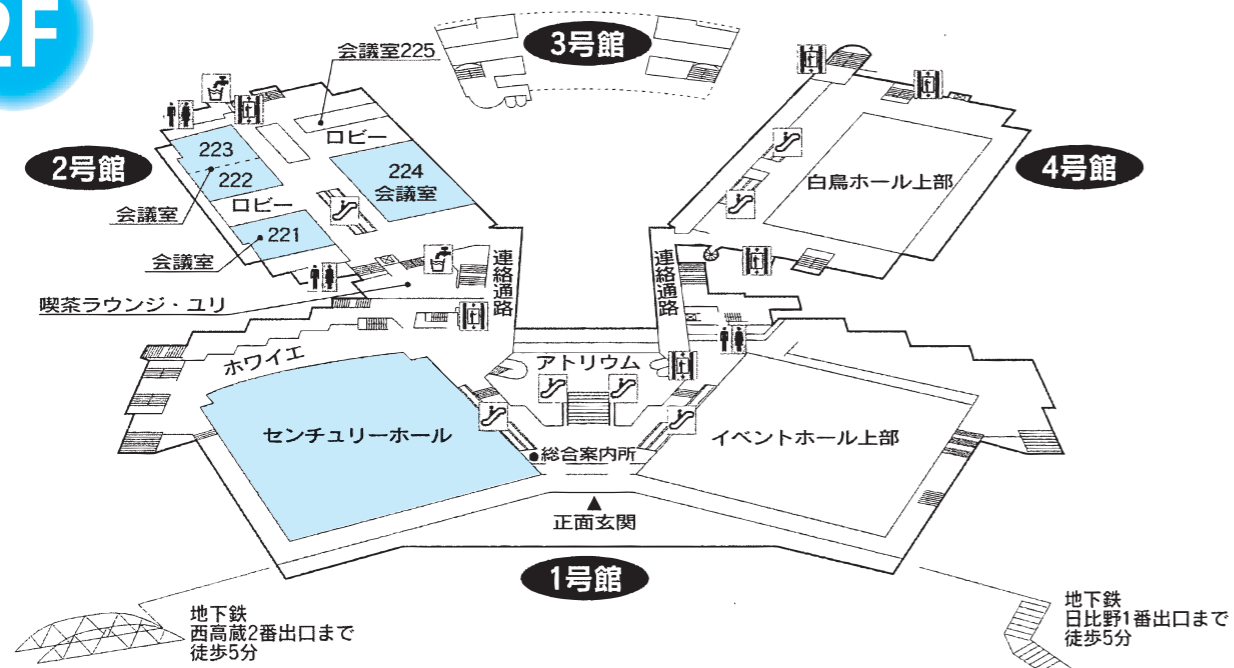 2F
3号館
会議室225
ロビー
223
222
224
会議室
2号館
会議室
ロビー
221
会議室
喫茶ラウンジ・ユリ
連絡通路
連絡通路
白鳥ホール上部
4号館
ホワイエ
アトリウム
センチュリーホール
イベントホール上部
総合案内所
正面玄関
1号館
地下鉄
西高蔵2番出口まで
徒歩5分
地下鉄
日比野1番出口まで
徒歩5分